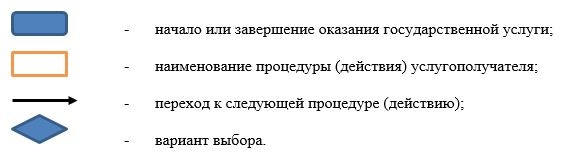 - начало или завершение оказания государственной услуги;
- наименование процедуры (действия) услугополучателя;
- переход к следующей процедуре (действию);
- вариант выбора.